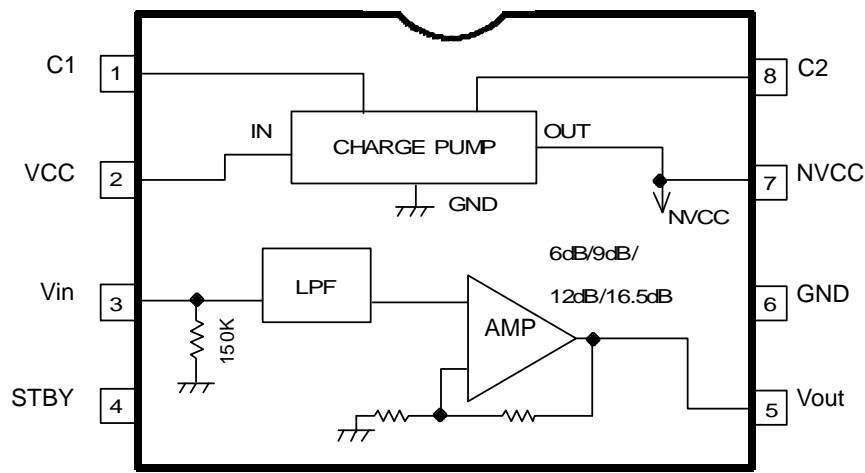 C1
1
8
C2
IN
CHARGE PUMP
OUT
VCC
2
7
NVCC
GND
NVCC
6dB/9dB/
12dB/16.5dB
Vin
3
LPF
6
GND
150K
AMP
STBY
4
5
Vout